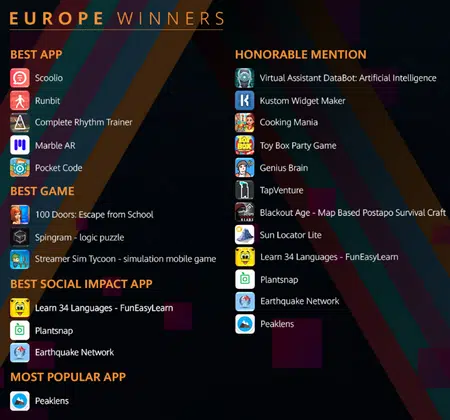 EUROPE WINNERS
BEST APP
Scoolio
Runbit
Complete Rhythm Trainer
Marble AR
Pocket Code
BEST GAME
100 Doors: Escape from School
Spingram - logic puzzle
Streamer Sim Tycoon - simulation mobile game
BEST SOCIAL IMPACT APP
Learn 34 Languages - FunEasyLearn
Plantsnap
Earthquake Network
MOST POPULAR APP
Peaklens
HONORABLE MENTION
Virtual Assistant DataBot: Artificial Intelligence
Kustom Widget Maker
Cooking Mania
Toy Box Party Game
Genius Brain
TapVenture
Blackout Age - Map Based Postapo Survival Craft
Sun Locator Lite
Learn 34 Languages - FunEasyLearn
Plantsnap
Earthquake Network
Peaklens